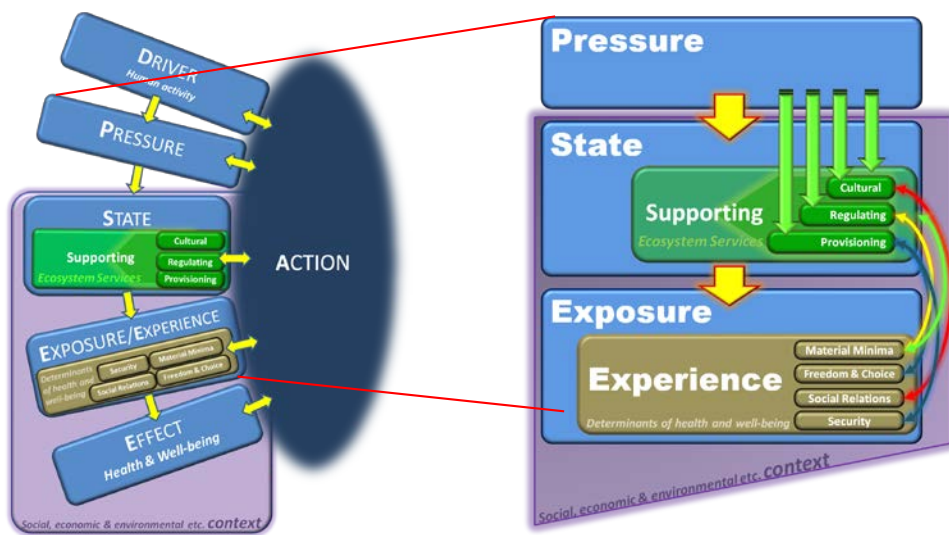 DRIVER
Human activity
PRESSURE
STATE
Supporting
Cultural
Regulating
Provisioning
Ecosystem Services
EXPOSURE/EXPERIENCE
Determinants
of health and
well-being
Security
Material Minima
Social Relations
Freedom & Choice
EFFECT
Health & Well-being
Social, economic & environmental etc. context
ACTION
Pressure
State
Supporting
Ecosystem Services
Cultural
Regulating
Provisioning
Exposure
Experience
Determinants of health and well-being
Material Minima
Freedom & Choice
Social Relations
Security
Social, economic & environmental etc. context